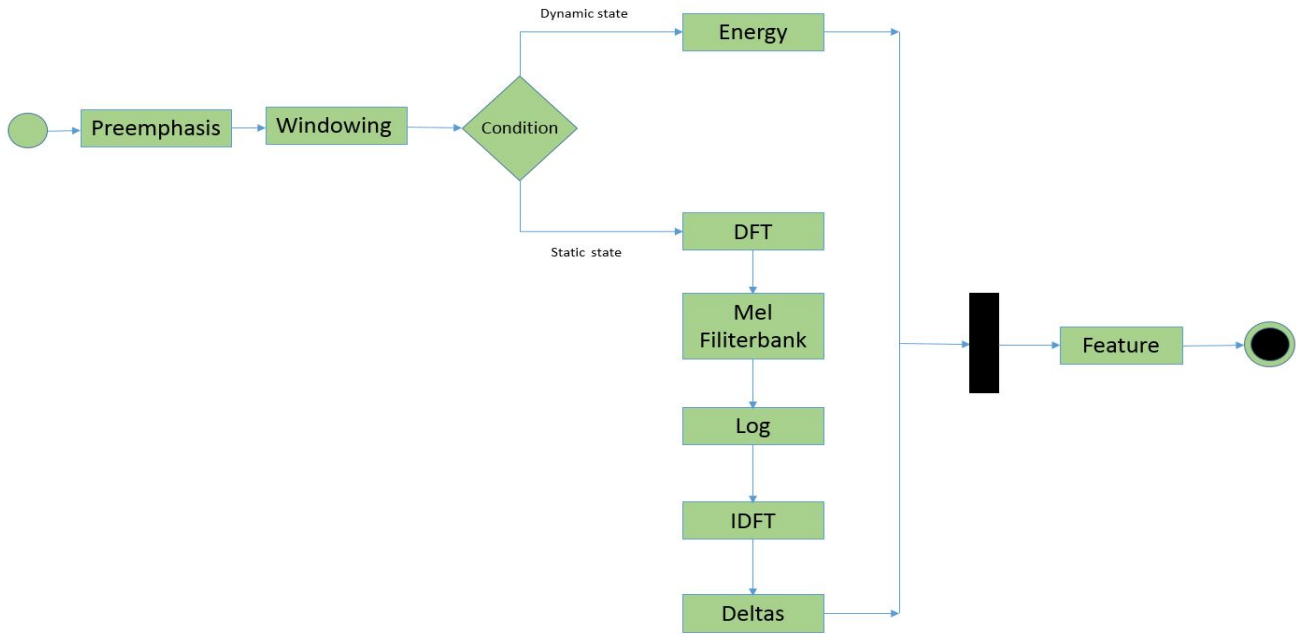 Dynamic state
Energy
Preemphasis
Windowing
Condition
Static state
DFT
Mel
Filiterbank
Log
IDFT
Deltas
Feature